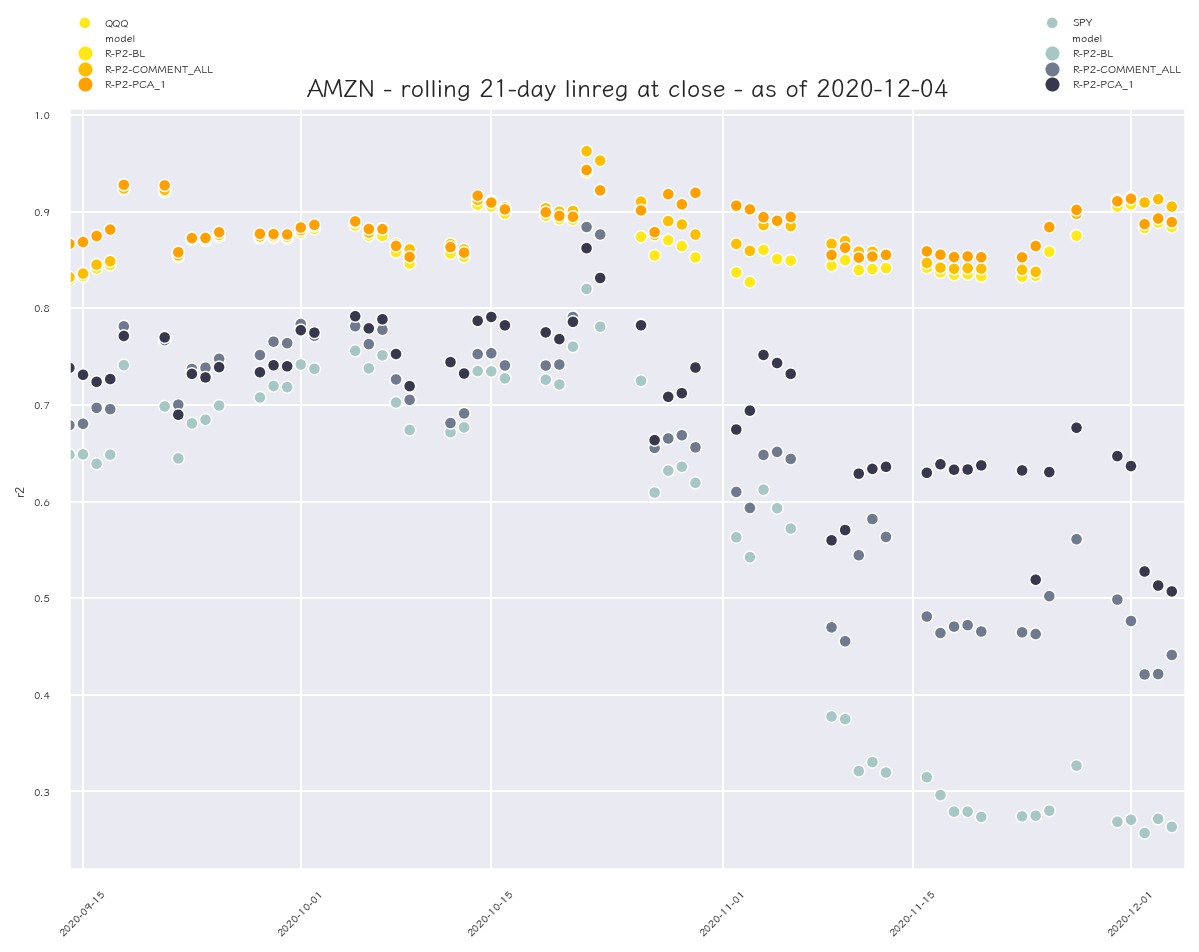 QQQ
model
R-P2-BL
R-P2-COMMENT_ALL
R-P2-PCA_1
SPY
model
R-P2-BL
R-P2-COMMENT_ALL
R-P2-PCA_1
AMZN - rolling 21-day linreg at close - as of 2020-12-04
1.0
0.9
0.8
0.7
0.6
0.5
0.4
0.3
r2
2020-09-15
2020-10-01
2020-10-15
2020-11-01
2020-11-15
2020-12-01